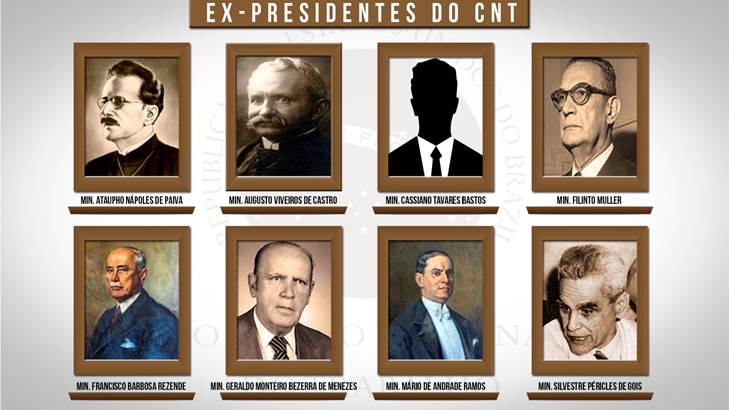 EX-PRESIDENTES DO CNT
MIN. ATAUPHO NÁPOLES DE PAIVA
MIN. AUGUSTO VIVEIROS DE CASTRO
MIN. CASSIANO TAVARES BASTOS
MIN. FILINTO MULLER
MIN. FRANCISCO BARBOSA REZENDE
MIN. GERALDO MONTEIRO BEZERRA DE MENEZES
MIN. MÁRIO DE ANDRADE RAMOS
MIN. SILVESTRE PÉRICLES DE GOIS